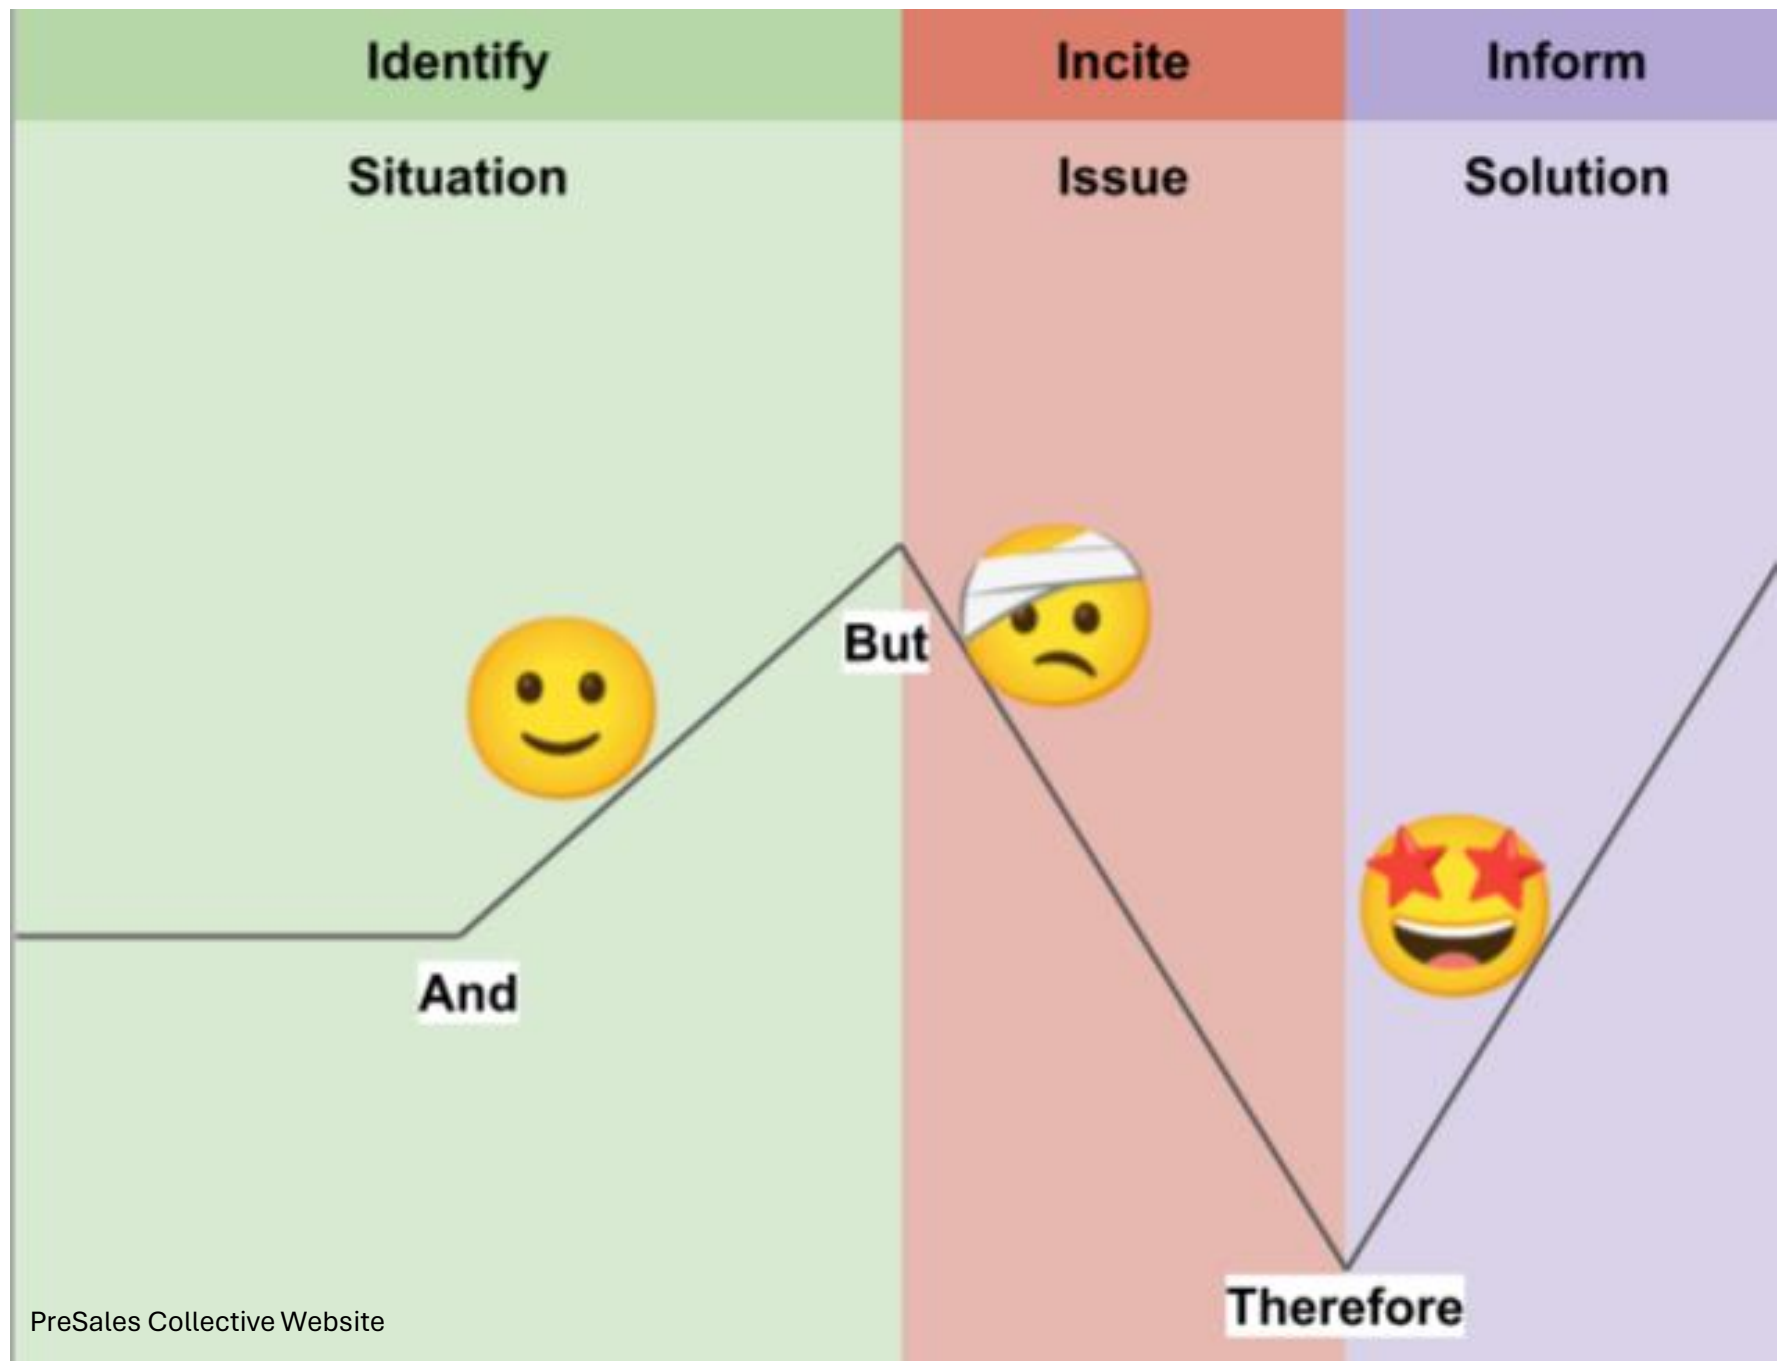 Identify
Incite
Inform
Situation
Issue
Solution
But
And
Therefore
PreSales Collective Website